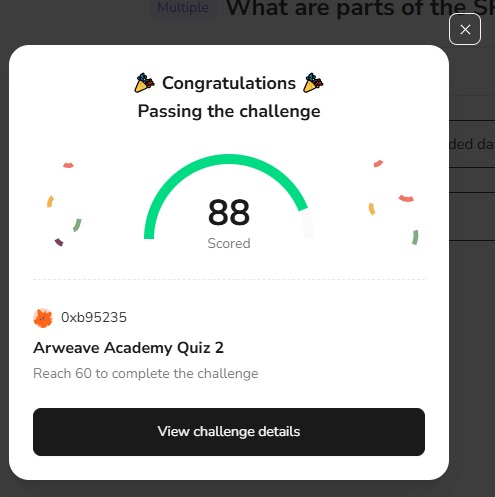 Multiple What are parts of the
Congratulations
Passing the challenge
ded da
88
Scored
0xb95235
Arweave Academy Quiz 2
Reach 60 to complete the challenge
View challenge details